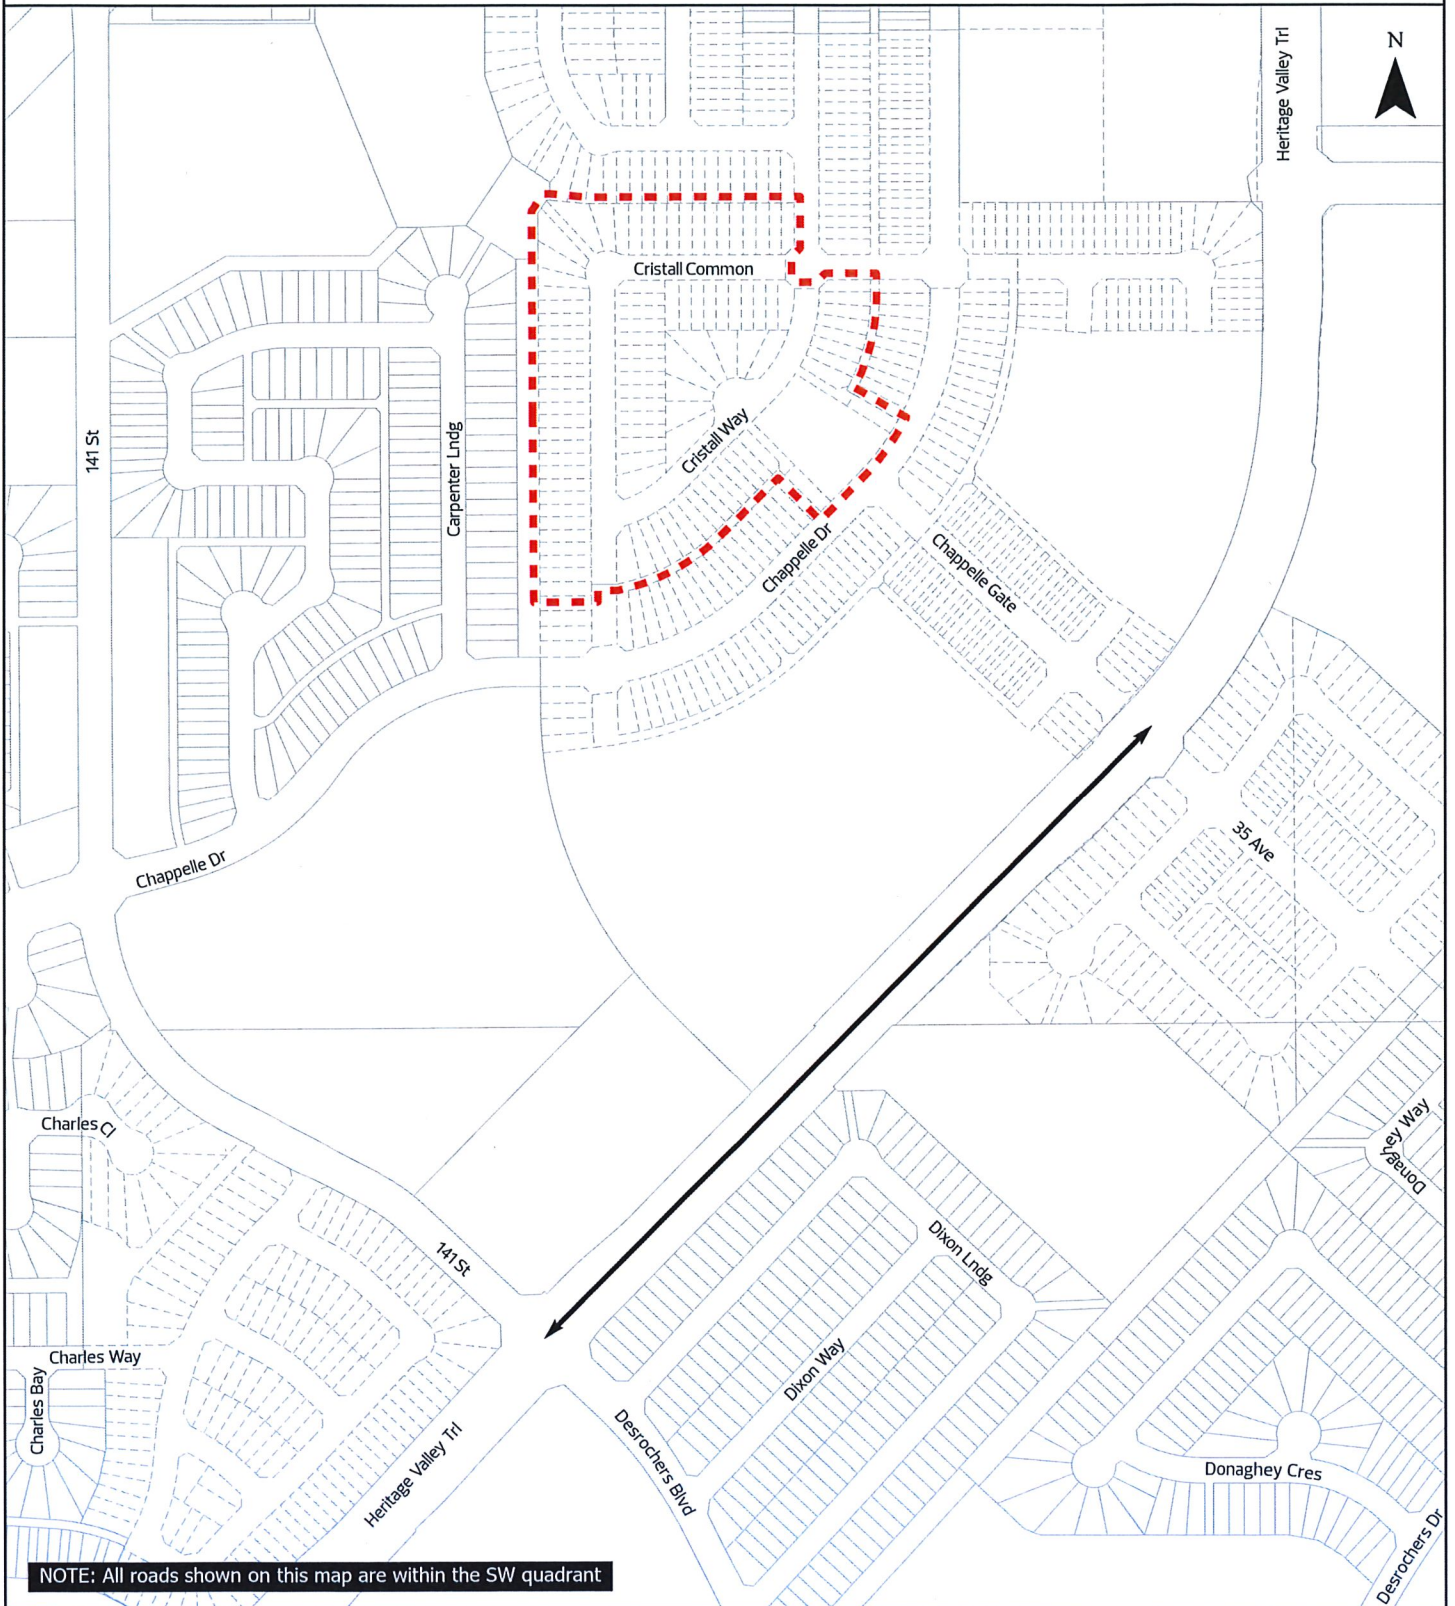 Heritage Valley Trl
N
Cristall Common
Cristall Way
141 St
Carpenter Lndg
Chappelle Dr
Chappelle Gate
35 Ave
Chappelle Dr
Charles Cl
Donaghey Way
141 St
Dixon Lndg
Charles Way
Dixon Way
Charles Bay
Heritage Valley Trl
Desrochers Blvd
Donaghey Cres
Desrochers Dr
NOTE: All roads shown on this map are within the SW quadrant